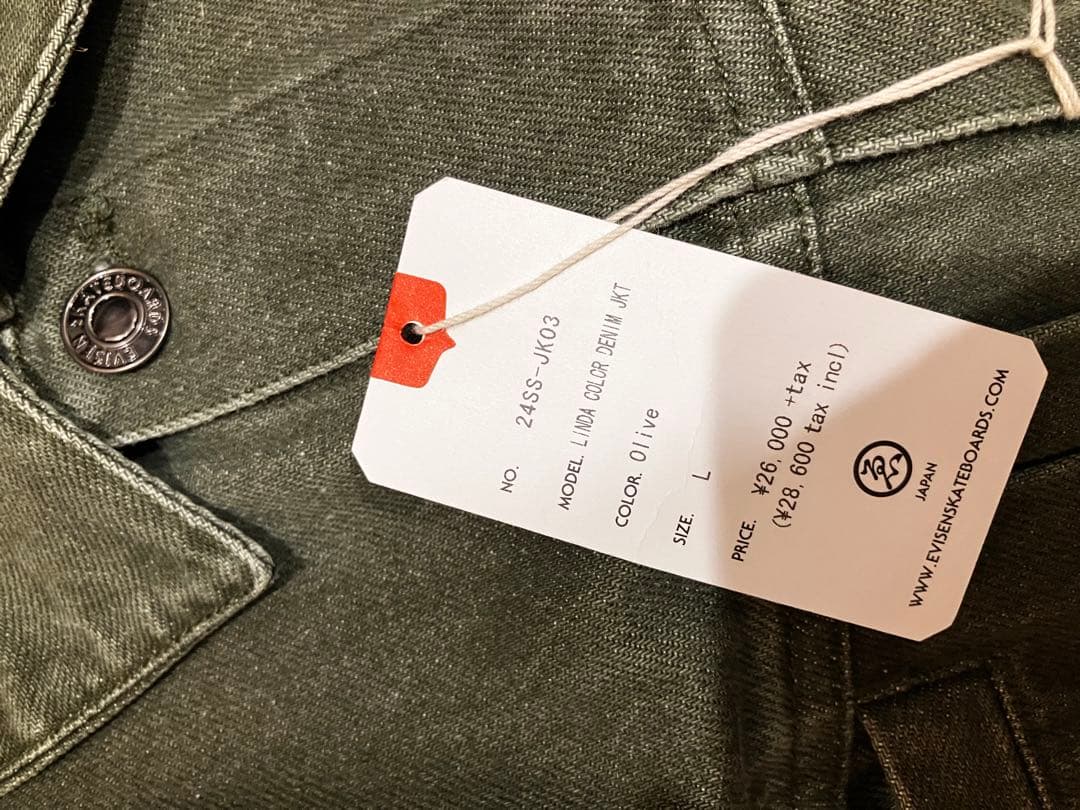 NO. 24SS-JK03
MODEL. LINDA COLOR DENIM JKT
COLOR. Olive
SIZE. L
PRICE. ¥26,000 +tax
(¥28,600 tax incl)
ゑ
JAPAN
WWW.EVISENSKATEBOARDS.COM
EVISEN SKATEBOARDS